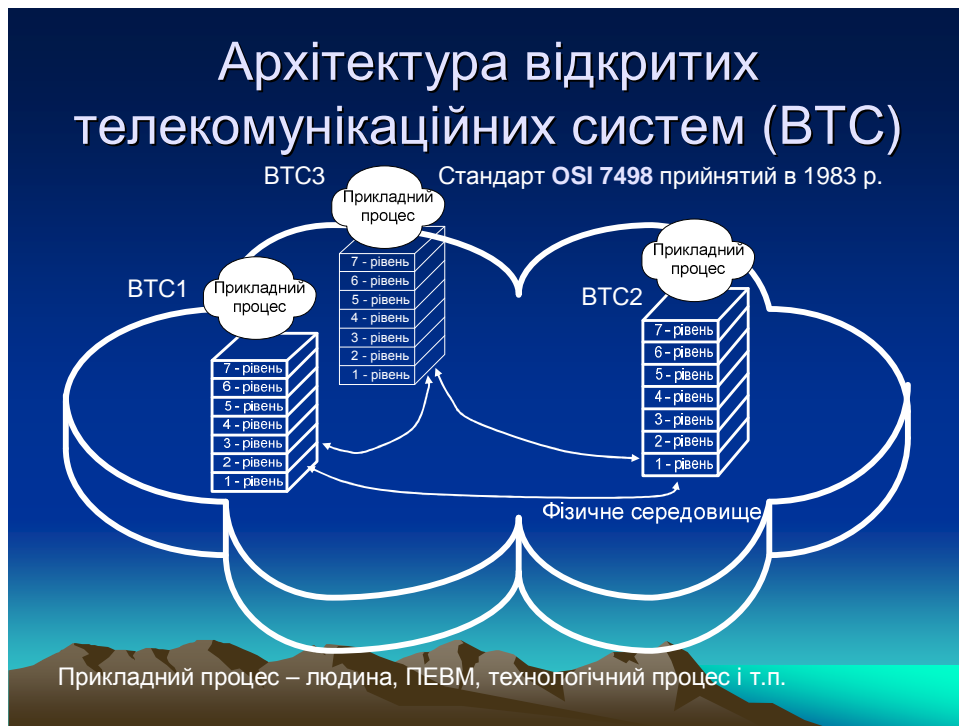 Архітектура відкритих
телекомунікаційних систем (ВТС)
ВТС3
Стандарт OSI 7498 прийнятий в 1983 р.
Прикладний
процес
7 - рівень
6 - рівень
5 - рівень
4 - рівень
3 - рівень
2 - рівень
1 - рівень
ВТС1
Прикладний
процес
7 - рівень
6 - рівень
5 - рівень
4 - рівень
3 - рівень
2 - рівень
1 - рівень
ВТС2
Прикладний
процес
7 - рівень
6 - рівень
5 - рівень
4 - рівень
3 - рівень
2 - рівень
1 - рівень
Фізичне середовище
Прикладний процес – людина, ПЕВМ, технологічний процес і т.п.